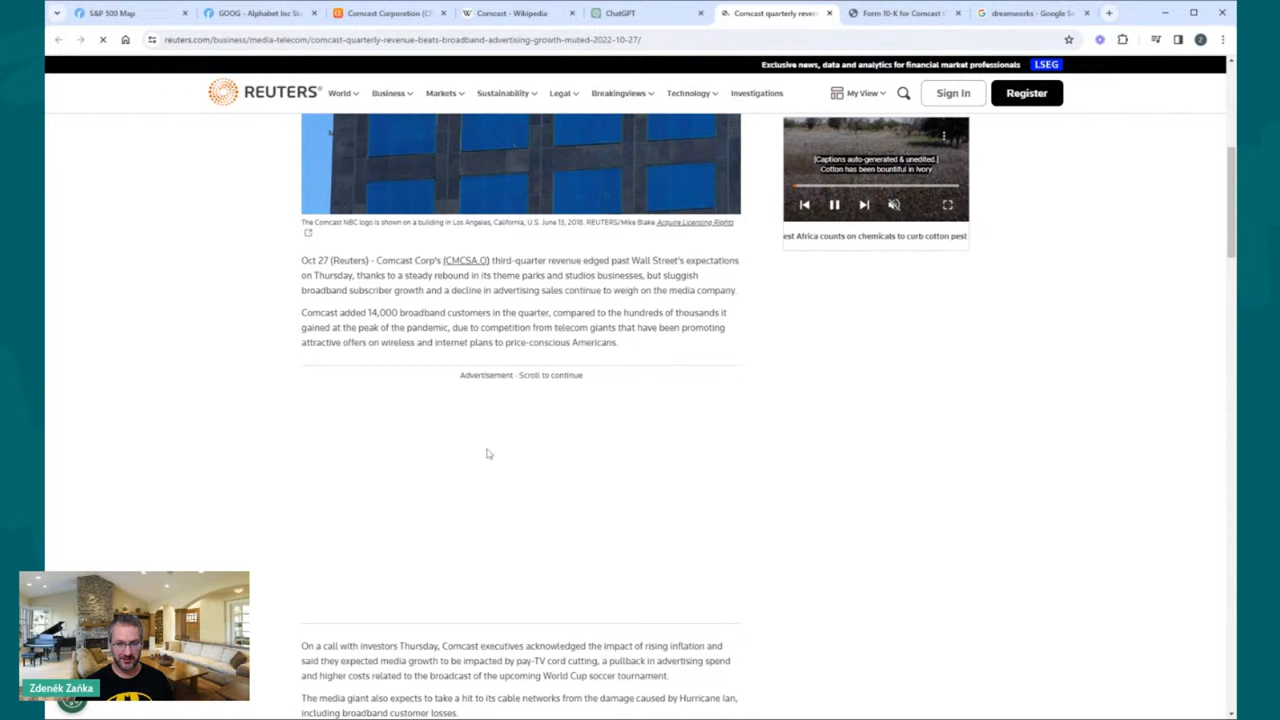 S&P 500 Map
GOOG - Alphabet Inc St
Comcast Corporation (C
Comcast - Wikipedia
ChatGPT
Comcast quarterly reven
Form 10-K for Comcast C
dreamworks - Google Se
reuters.com/business/media-telecom/comcast-quarterly-revenue-beats-broadband-advertising-growth-muted-2022-10-27/
Z
Exclusive news, data and analytics for financial market professionals
LSEG
REUTERS
World
Business
Markets
Sustainability
Legal
Breakingviews
Technology
Investigations
My View
Sign In
Register
[Captions auto-generated & unedited.]
Cotton has been bountiful in Ivory
est Africa counts on chemicals to curb cotton pest
The Comcast NBC logo is shown on a building in Los Angeles, California, U.S. June 13, 2018. REUTERS/Mike Blake Acquire Licensing Rights
Oct 27 (Reuters) - Comcast Corp's (CMCSA.O) third-quarter revenue edged past Wall Street's expectations
on Thursday, thanks to a steady rebound in its theme parks and studios businesses, but sluggish
broadband subscriber growth and a decline in advertising sales continue to weigh on the media company.
Comcast added 14,000 broadband customers in the quarter, compared to the hundreds of thousands it
gained at the peak of the pandemic, due to competition from telecom giants that have been promoting
attractive offers on wireless and internet plans to price-conscious Americans.
Advertisement · Scroll to continue
On a call with investors Thursday, Comcast executives acknowledged the impact of rising inflation and
said they expected media growth to be impacted by pay-TV cord cutting, a pullback in advertising spend
and higher costs related to the broadcast of the upcoming World Cup soccer tournament.
The media giant also expects to take a hit to its cable networks from the damage caused by Hurricane Ian,
including broadband customer losses.
Zdeněk Zaňka